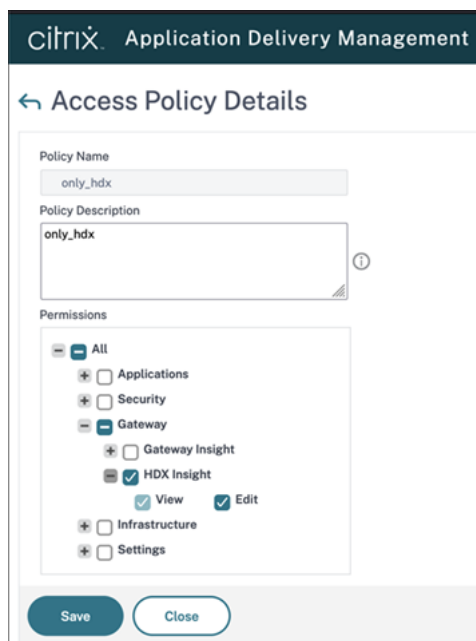 citrix. Application Delivery Management
Access Policy Details
Policy Name
only_hdx
Policy Description
only_hdx
Permissions
All
Applications
Security
Gateway
Gateway Insight
HDX Insight
View Edit
Infrastructure
Settings
Save Close